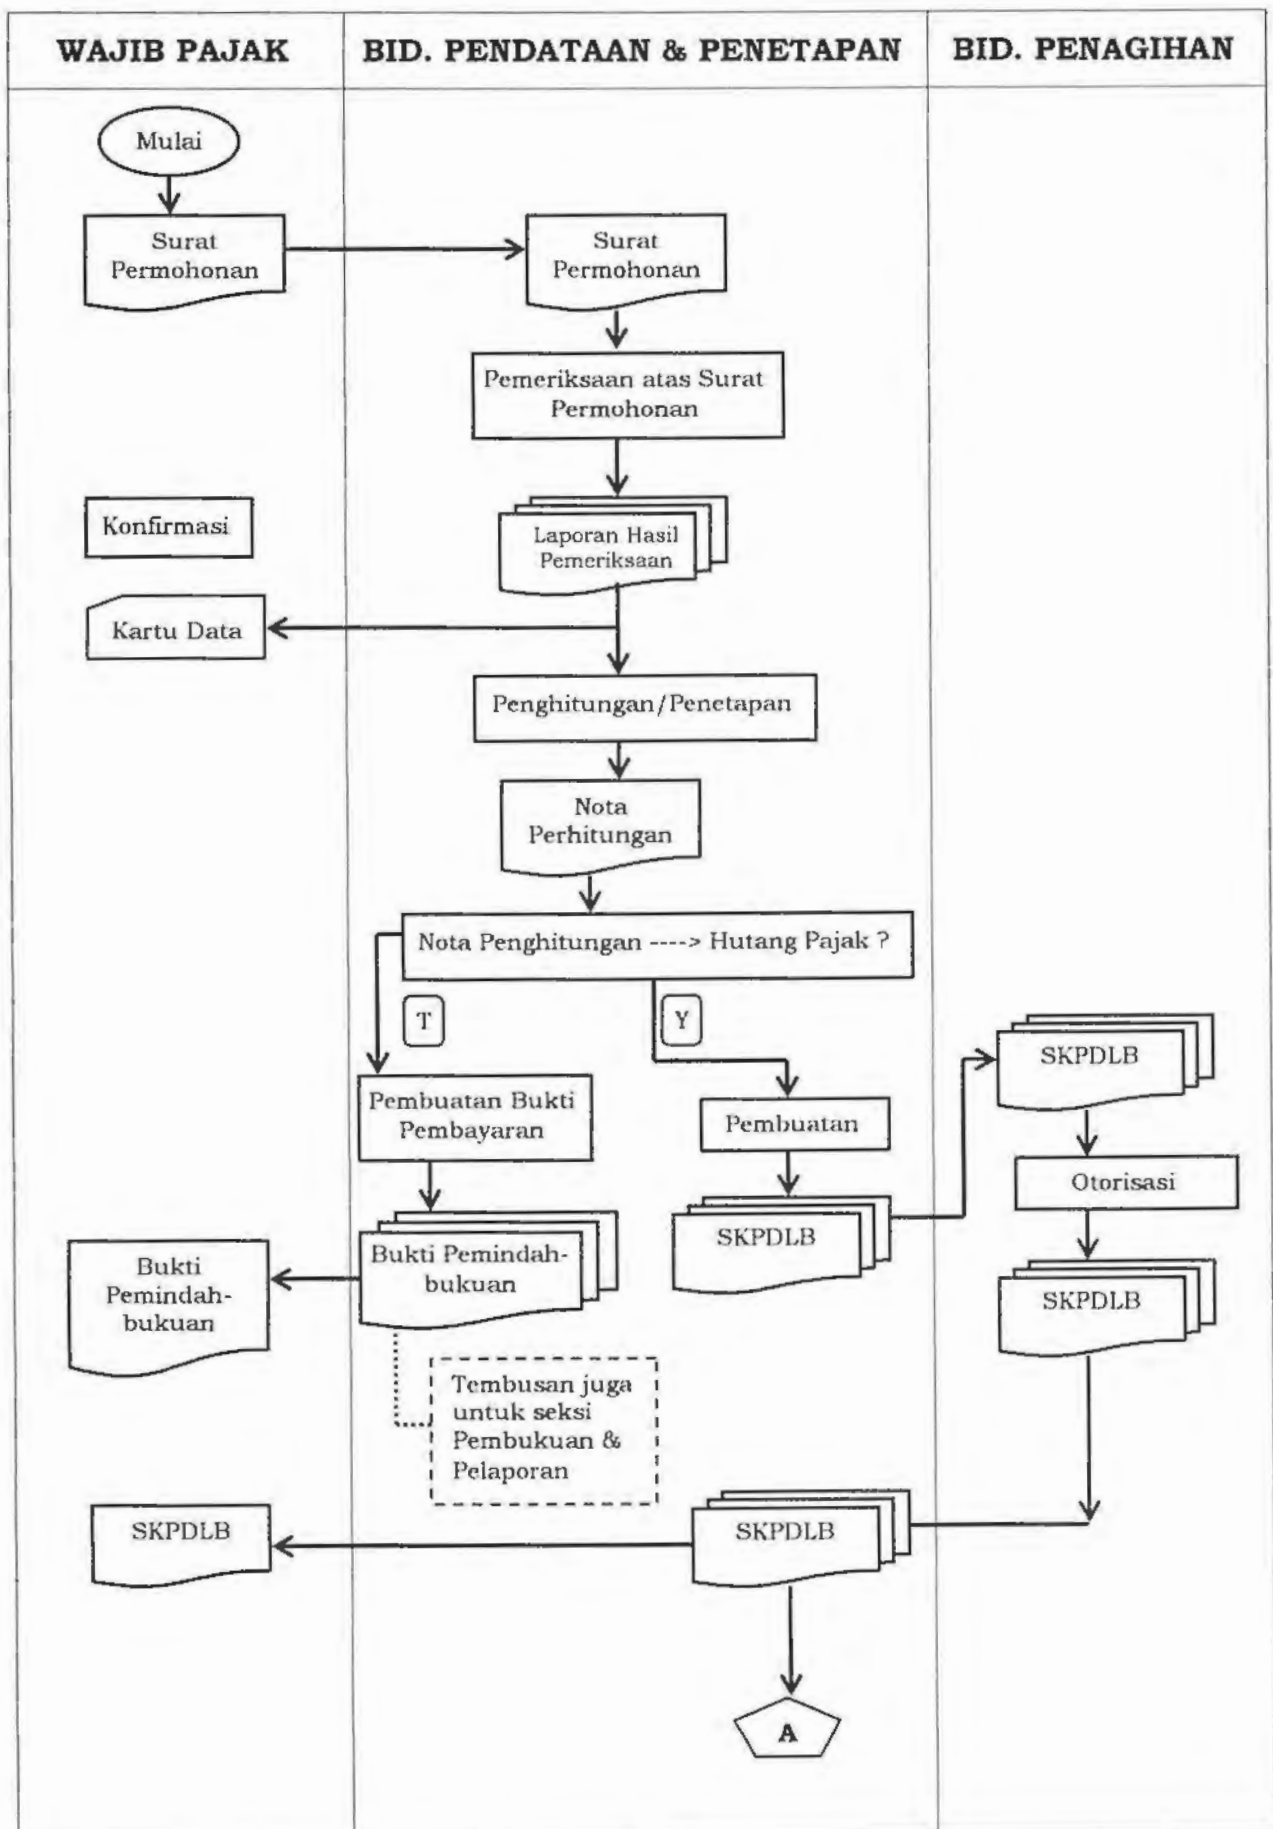 WAJIB PAJAK
BID. PENDATAAN & PENETAPAN
BID. PENAGIHAN
Mulai
Surat
Permohonan
Surat
Permohonan
Pemeriksaan atas Surat
Permohonan
Konfirmasi
Laporan Hasil
Pemeriksaan
Kartu Data
Penghitungan/Penetapan
Nota
Perhitungan
Nota Penghitungan ----> Hutang Pajak ?
T
Y
SKPDLB
Pembuatan Bukti
Pembayaran
Pembuatan
Otorisasi
SKPDLB
Bukti Pemindah-
bukuan
Bukti
Pemindah-
bukuan
SKPDLB
Tembusan juga
untuk seksi
Pembukuan &
Pelaporan
SKPDLB
SKPDLB
A